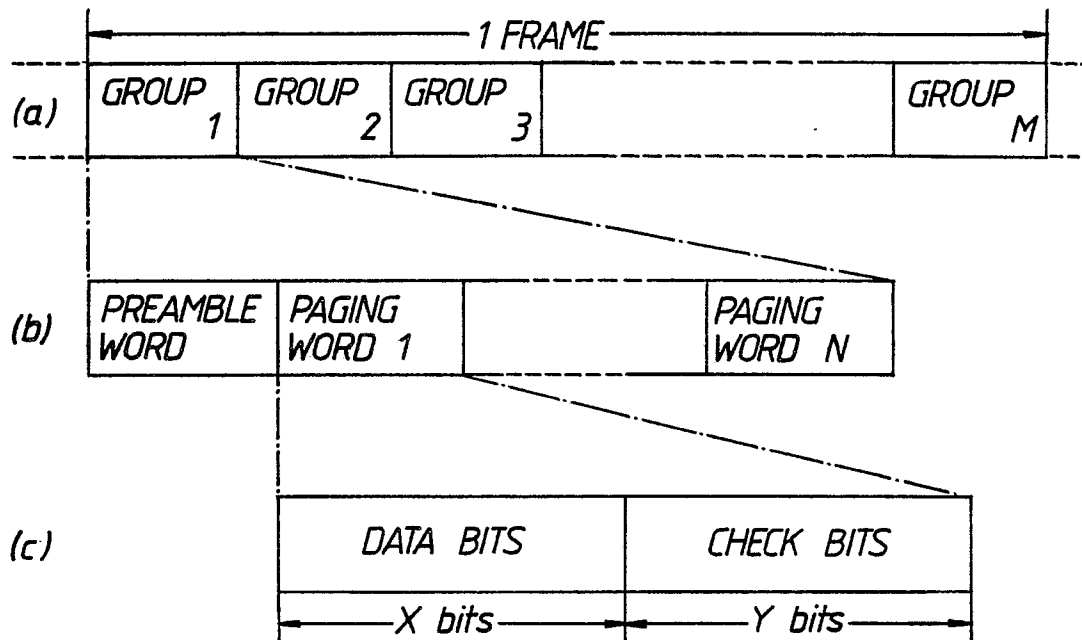 1 FRAME
(a)
GROUP 1
GROUP 2
GROUP 3
GROUP M
(b)
PREAMBLE
WORD
PAGING
WORD 1
PAGING
WORD N
(c)
DATA BITS
CHECK BITS
X bits
Y bits